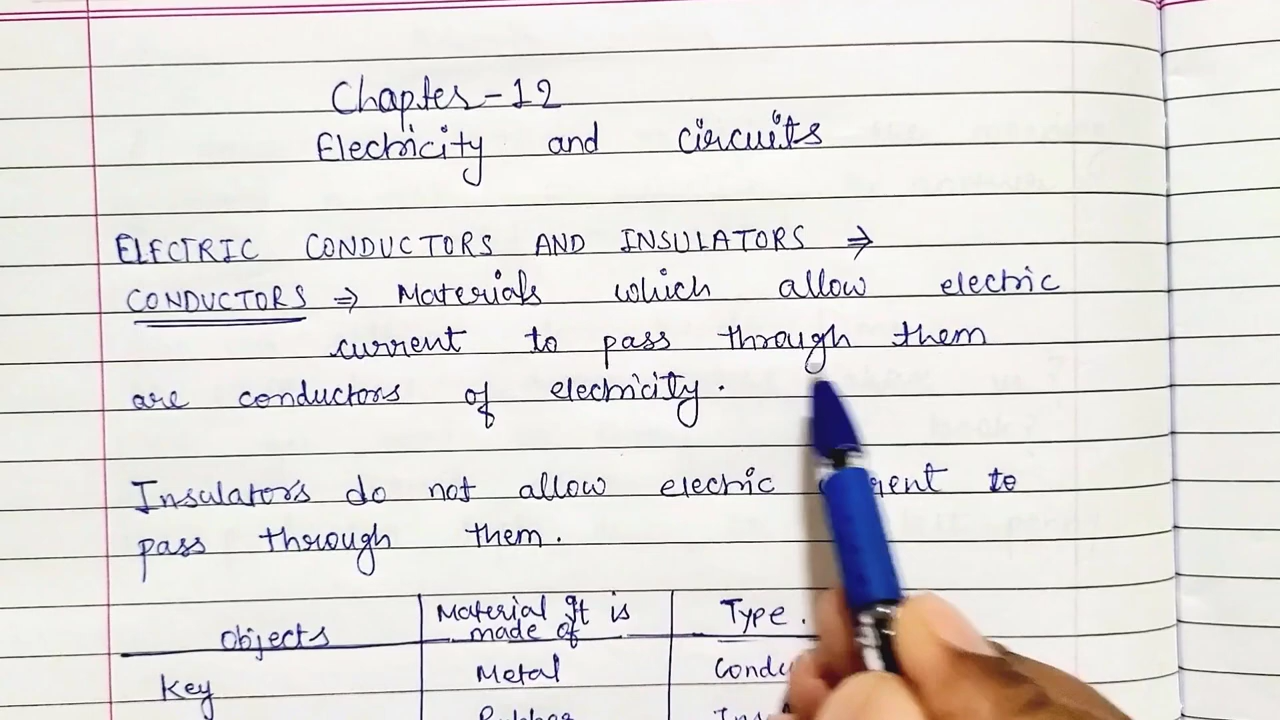 Chapter-12
Electricity and circuits
ELECTRIC CONDUCTORS AND INSULATORS ⇒
CONDUCTORS ⇒ Materials which allow electric
current to pass through them
are conductors of electricity.
Insulators do not allow electric to
pass through them.
Objects Material It is made of Type.
Key Metal